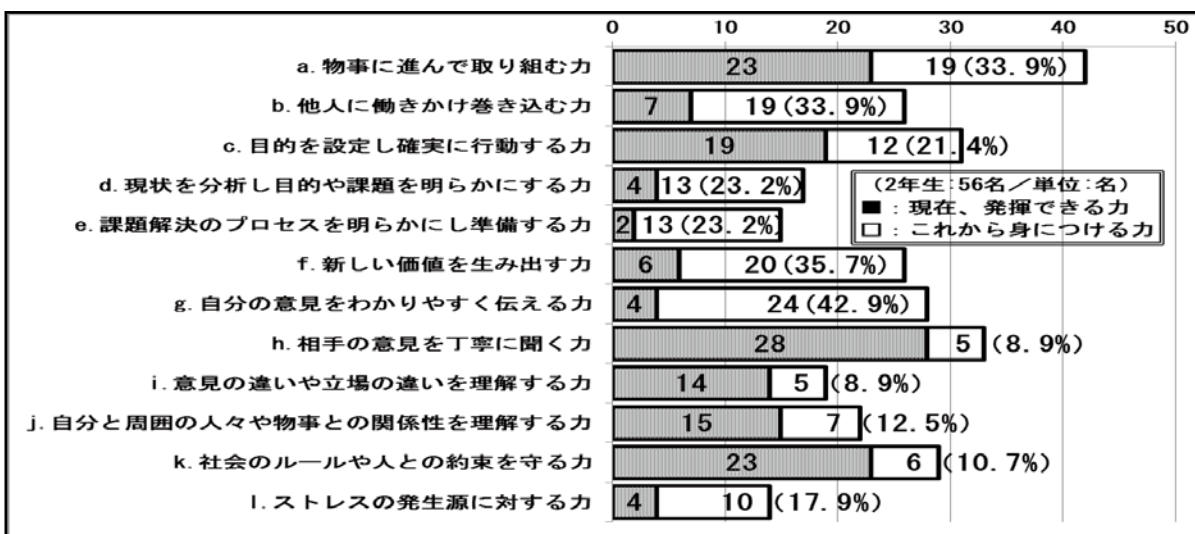 0 10 20 30 40 50
a.物事に進んで取り組む力 23 19(33.9%)
b.他人に働きかけ巻き込む力 7 19(33.9%)
c.目的を設定し確実に行動する力 19 12(21.4%)
d.現状を分析し目的や課題を明らかにする力 4 13(23.2%)
(2年生:56名/単位:名)
■:現在、発揮できる力
□:これから身につける力
e.課題解決のプロセスを明らかにし準備する力 2 13(23.2%)
f.新しい価値を生み出す力 6 20(35.7%)
g.自分の意見をわかりやすく伝える力 4 24(42.9%)
h.相手の意見を丁寧に聞く力 28 5(8.9%)
i.意見の違いや立場の違いを理解する力 14 5(8.9%)
j.自分と周囲の人々や物事との関係性を理解する力 15 7(12.5%)
k.社会のルールや人との約束を守る力 23 6(10.7%)
l.ストレスの発生源に対する力 4 10(17.9%)